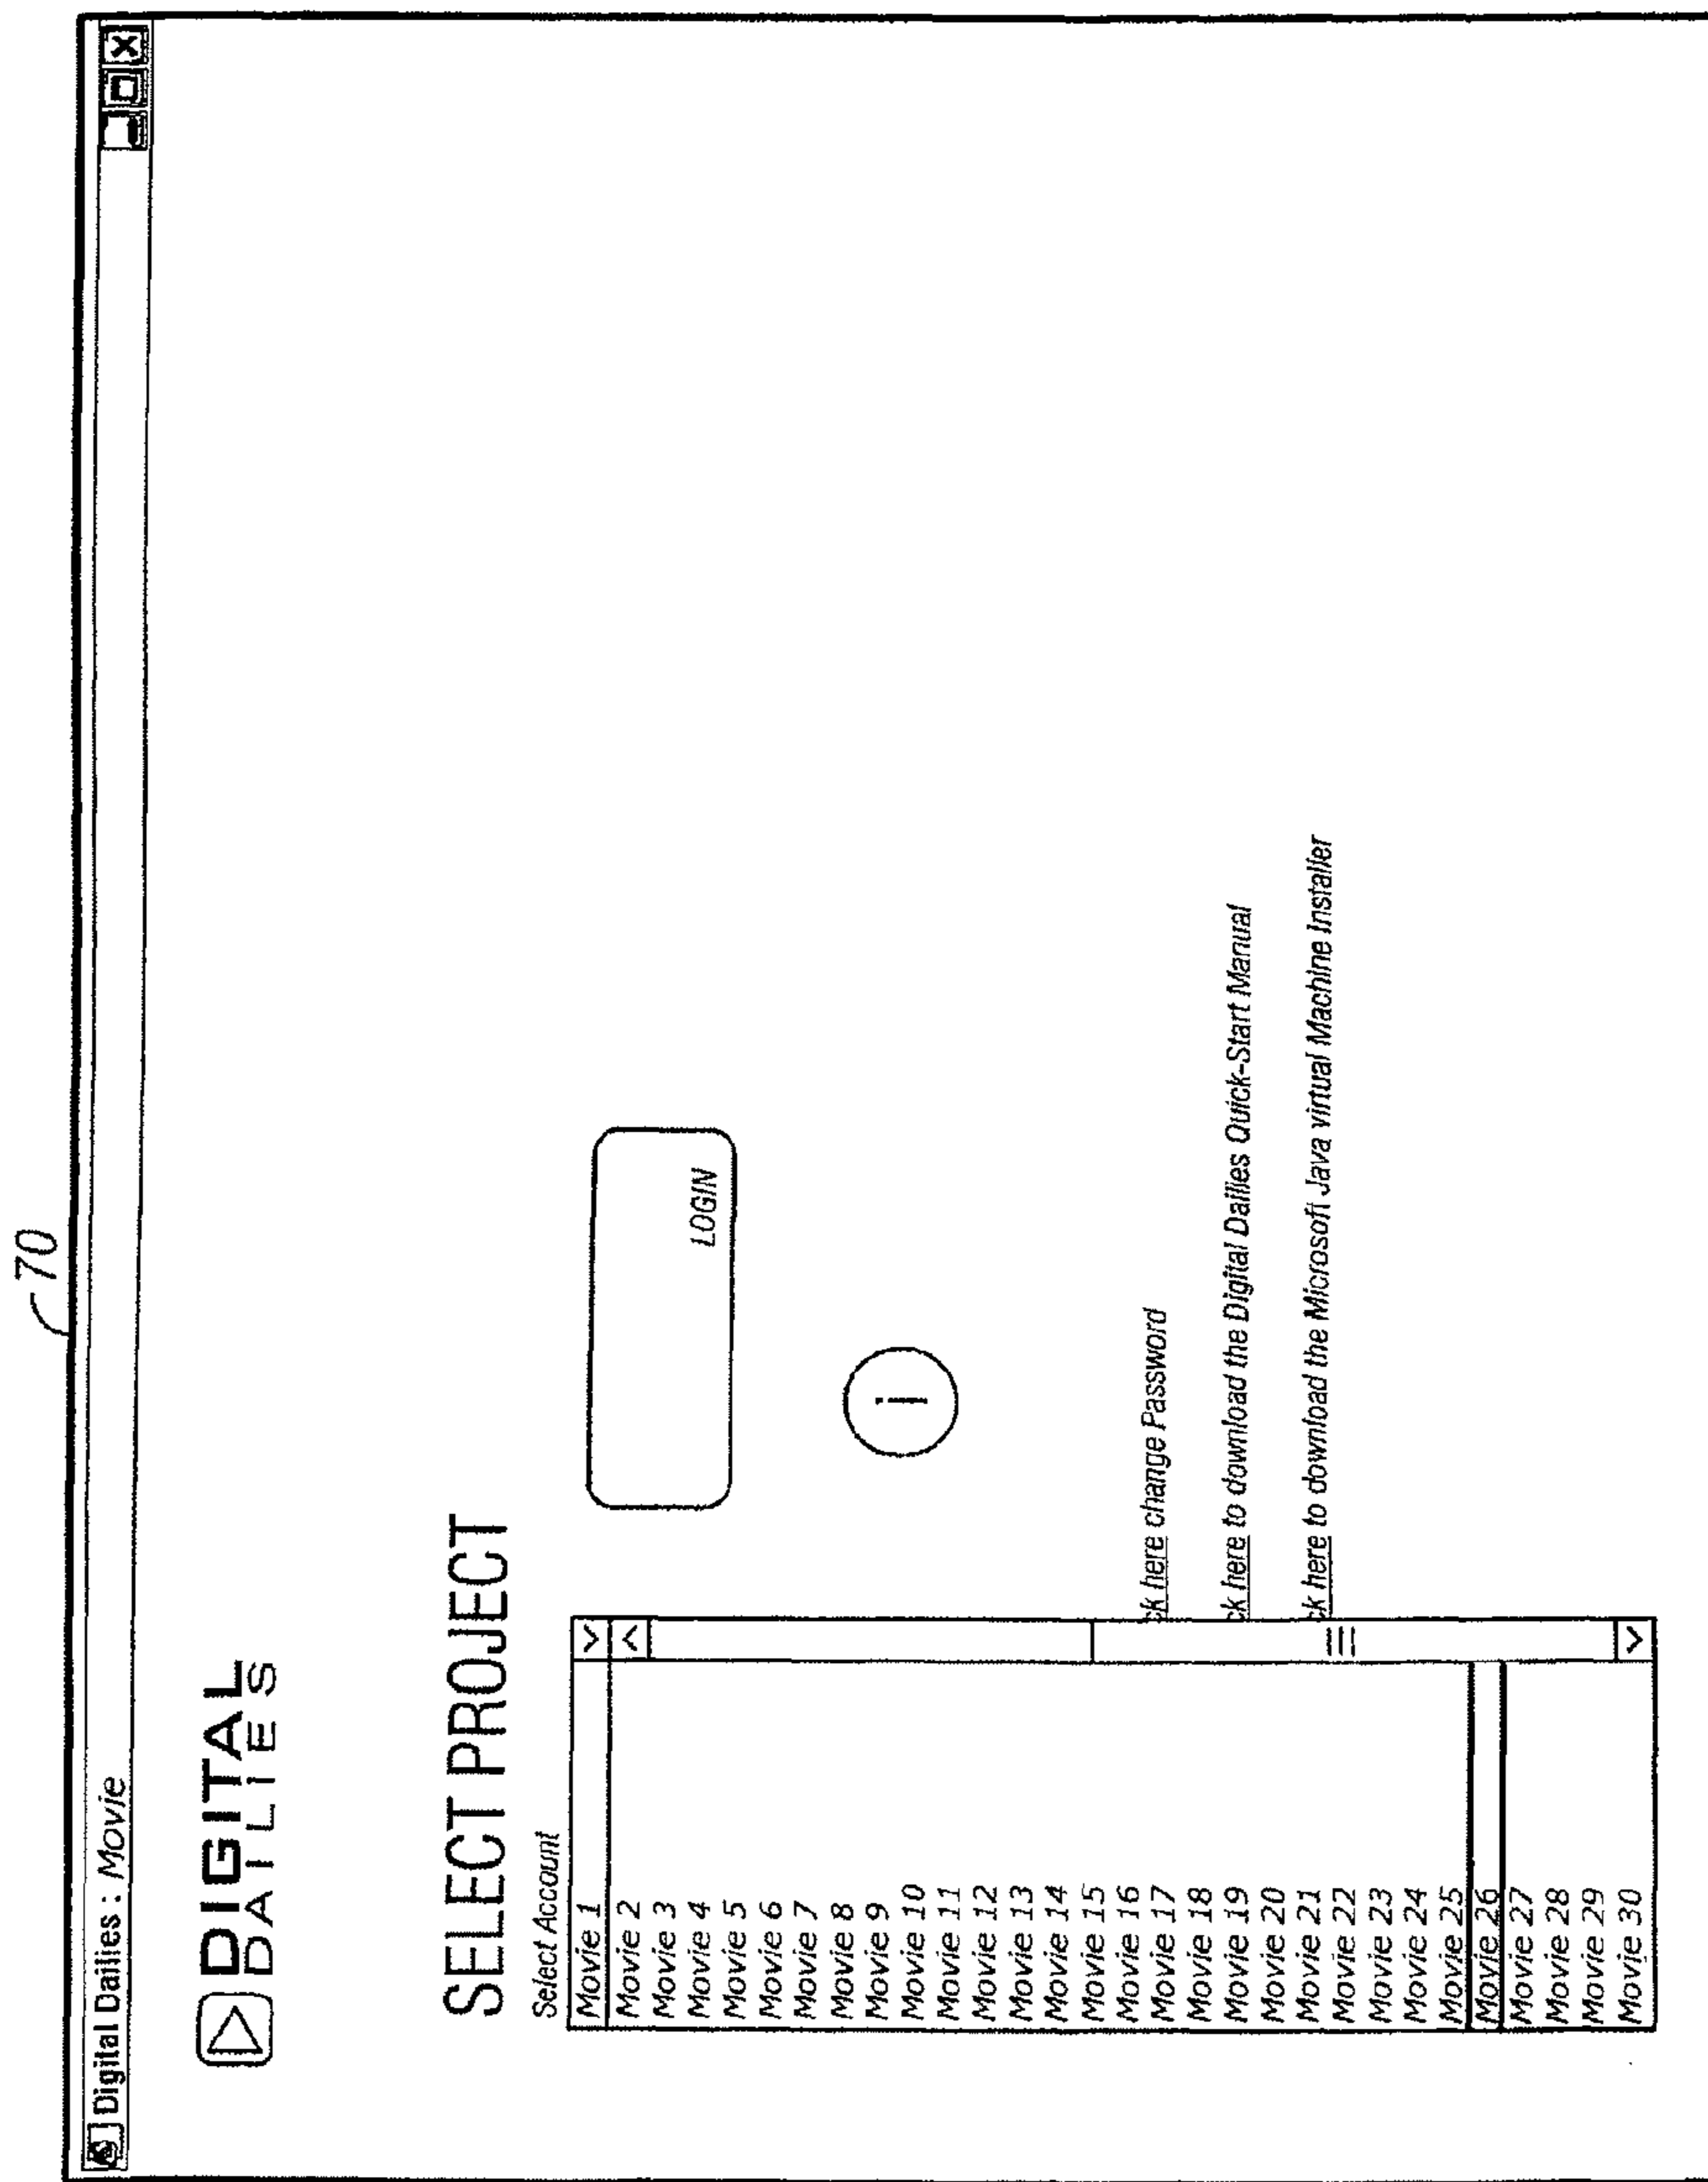 70
Digital Dailies : Movie
DIGITAL
DAILIES
SELECT PROJECT
Select Account
Movie 1
Movie 2
Movie 3
Movie 4
Movie 5
Movie 6
Movie 7
Movie 8
Movie 9
Movie 10
Movie 11
Movie 12
Movie 13
Movie 14
Movie 15
Movie 16
Movie 17
Movie 18
Movie 19
Movie 20
Movie 21
Movie 22
Movie 23
Movie 24
Movie 25
Movie 26
Movie 27
Movie 28
Movie 29
Movie 30
LOGIN
i
ck here change Password
ck here to download the Digital Dailies Quick-Start Manual
ck here to download the Microsoft Java virtual Machine Installer